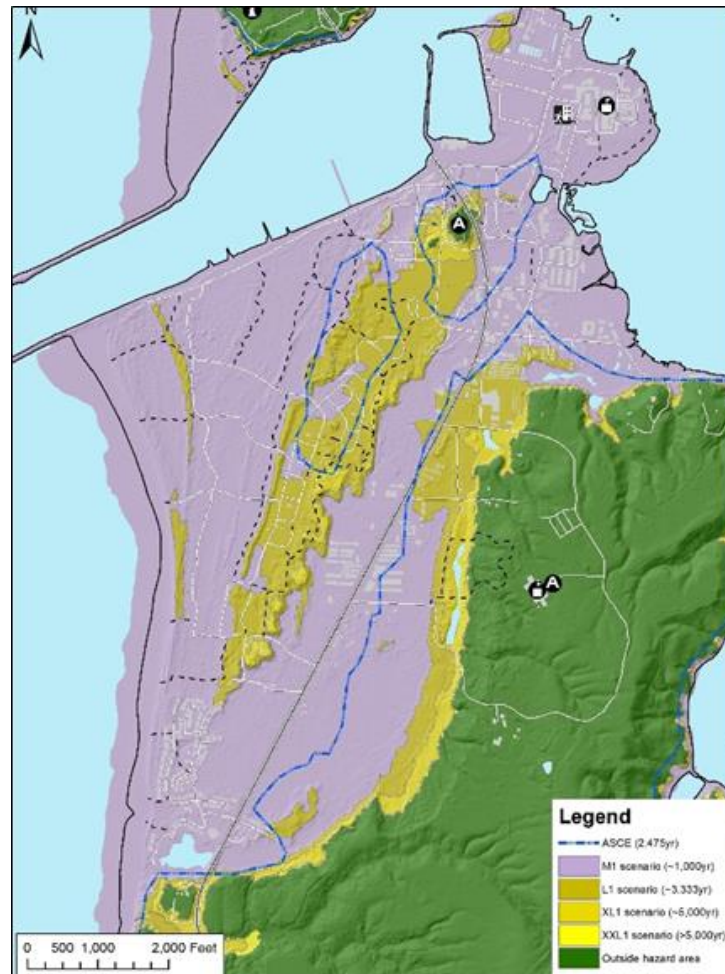 N
A
A
Legend
ASCE (2,475yr)
M1 scenario (~1,000yr)
L1 scenario (~3,333yr)
XL1 scenario (~5,000yr)
XXL1 scenario (>5,000yr)
Outside hazard area
0 500 1,000 2,000 Feet